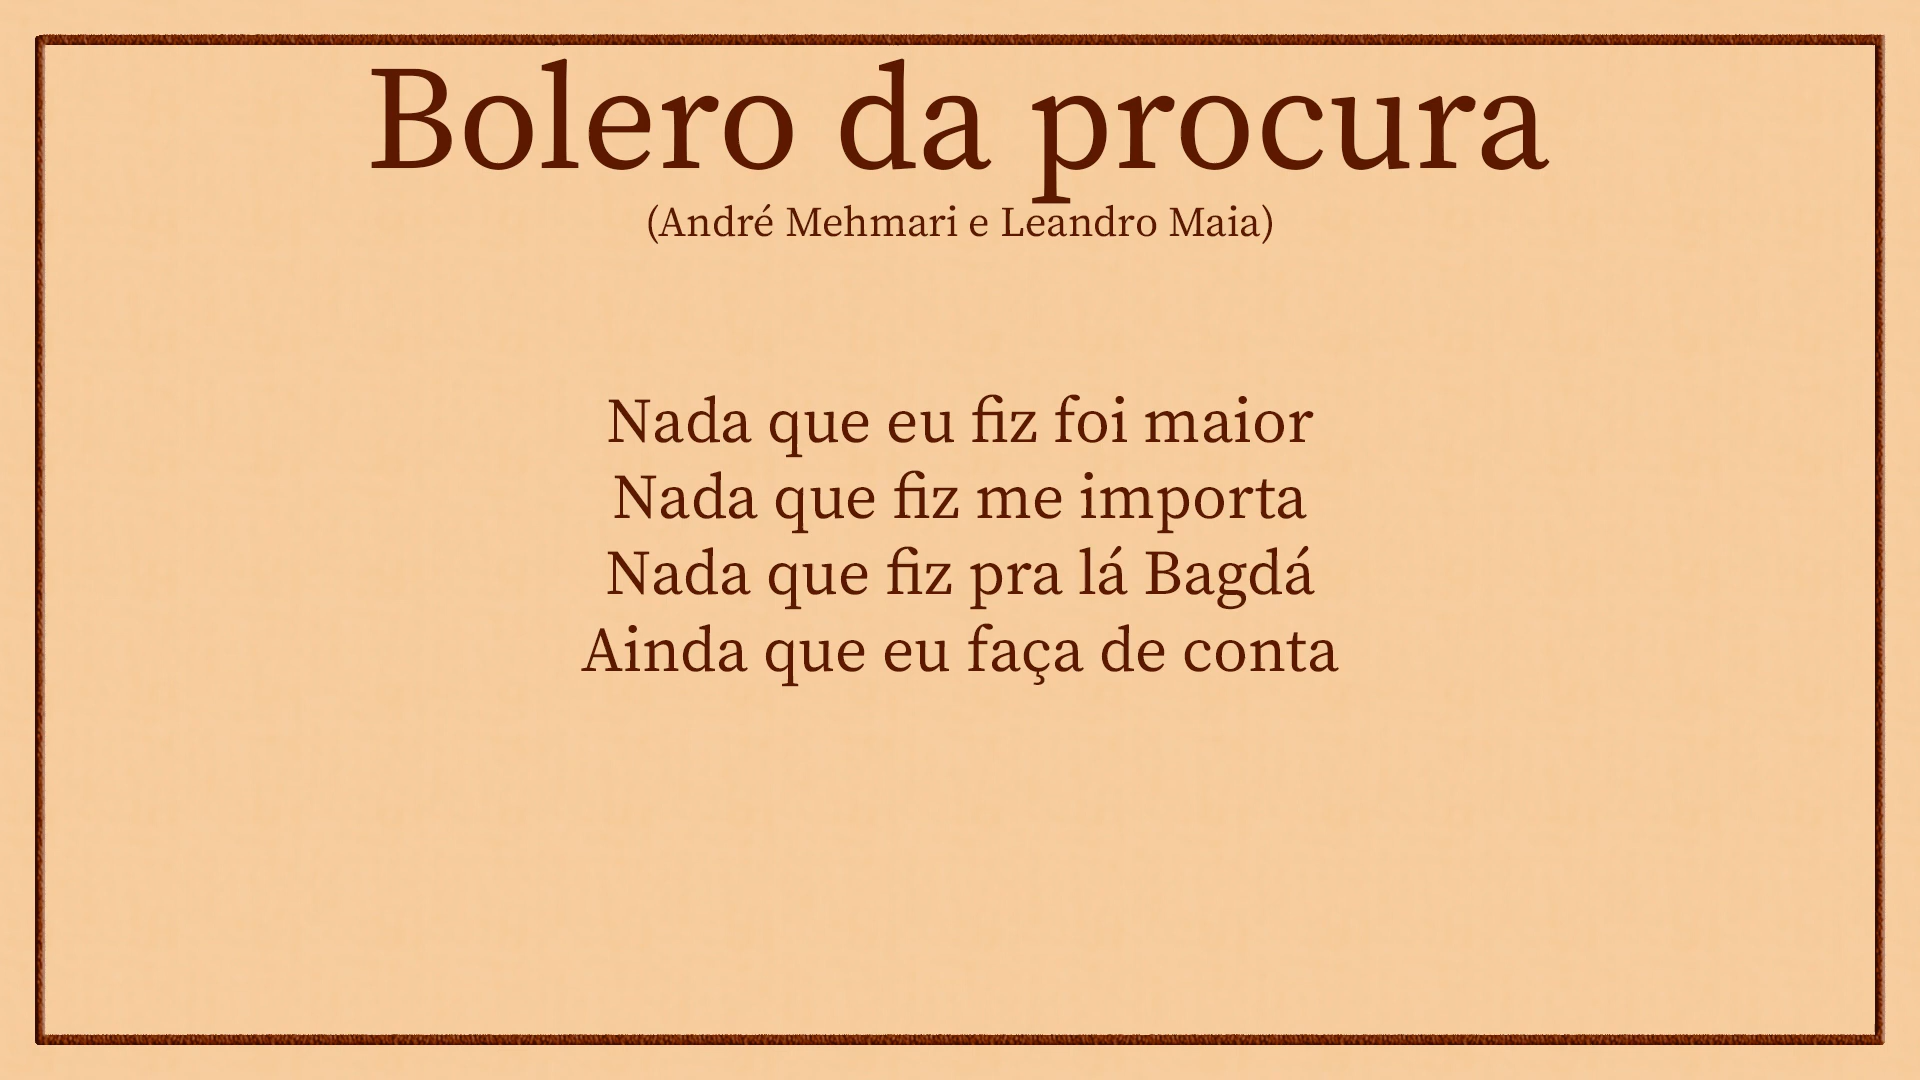 Bolero da procura
(André Mehmari e Leandro Maia)
Nada que eu fiz foi maior
Nada que fiz me importa
Nada que fiz pra lá Bagdá
Ainda que eu faça de conta